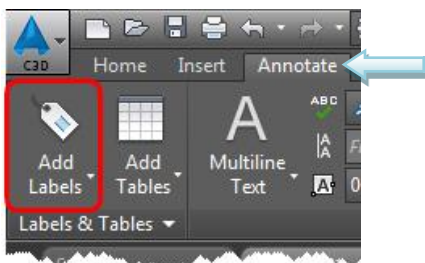 C3D
Home Insert Annotate
ABC
A
Add Labels
Add Tables
Multiline Text
A
A
A
Labels & Tables